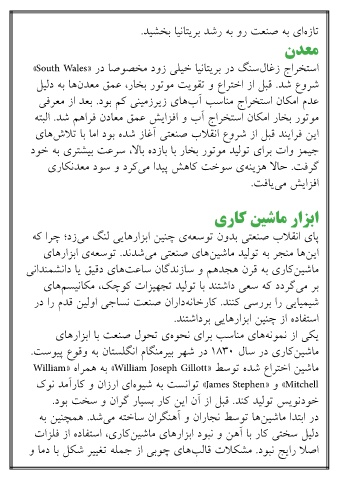 تازه‌ای به صنعت رو به رشد بریتانیا بخشید.
معدن
استخراج زغال‌سنگ در بریتانیا خیلی زود مخصوصا در «South Wales»
شروع شد. قبل از اختراع و تقویت موتور بخار، عمق معدن‌ها به دلیل
عدم امکان استخراج مناسب آب‌های زیرزمینی کم بود. بعد از معرفی
موتور بخار امکان استخراج آب و افزایش عمق معادن فراهم شد. البته
این فرایند قبل از شروع انقلاب صنعتی آغاز شده بود اما با تلاش‌های
جیمز وات برای تولید موتور بخار با بازده بالا، سرعت بیشتری به خود
گرفت. حالا هزینه‌ی سوخت کاهش پیدا می‌کرد و سود معدنکاری
افزایش می‌یافت.
ابزار ماشین کاری
پای انقلاب صنعتی بدون توسعه‌ی چنین ابزارهایی لنگ می‌زد؛ چرا که
این‌ها منجر به تولید ماشین‌های صنعتی می‌شدند. توسعه‌ی ابزارهای
ماشین‌کاری به قرن هجدهم و سازندگان ساعت‌های دقیق یا دانشمندانی
بر می‌گردد که سعی داشتند با تولید تجهیزات کوچک، مکانیسم‌های
شیمیایی را بررسی کنند. کارخانه‌داران صنعت نساجی اولین قدم را در
استفاده از چنین ابزارهایی برداشتند.
یکی از نمونه‌های مناسب برای نحوه‌ی تحول صنعت با ابزارهای
ماشین‌کاری در سال ۱۸۳۰ در شهر بیرمنگام انگلستان به وقوع پیوست.
ماشین اختراع شده توسط «William Joseph Gillott» به همراه «William
Mitchell» و «James Stephen» توانست به شیوه‌ای ارزان و کارآمد نوک
خودنویس تولید کند. قبل از آن این کار بسیار گران و سخت بود.
در ابتدا ماشین‌ها توسط نجاران و آهنگران ساخته می‌شد. همچنین به
دلیل سختی کار با آهن و نبود ابزارهای ماشین‌کاری، استفاده از فلزات
اصلا رایج نبود. مشکلات قالب‌های چوبی از جمله تغییر شکل با دما و